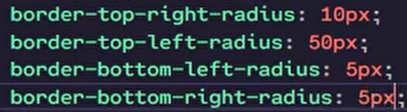 border-top-right-radius: 10px;
border-top-left-radius: 50px;
border-bottom-left-radius: 5px;
border-bottom-right-radius: 5px;